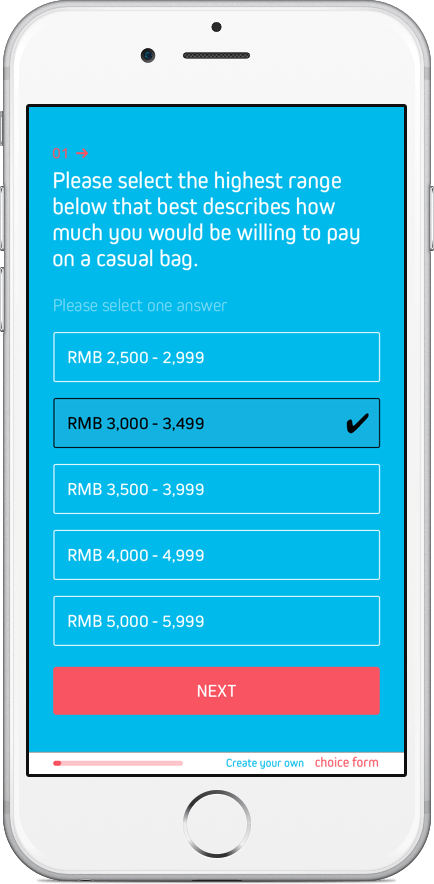 01 →
Please select the highest range
below that best describes how
much you would be willing to pay
on a casual bag.
Please select one answer
RMB 2,500 - 2,999
RMB 3,000 - 3,499 ✔
RMB 3,500 - 3,999
RMB 4,000 - 4,999
RMB 5,000 - 5,999
NEXT
Create your own choice form